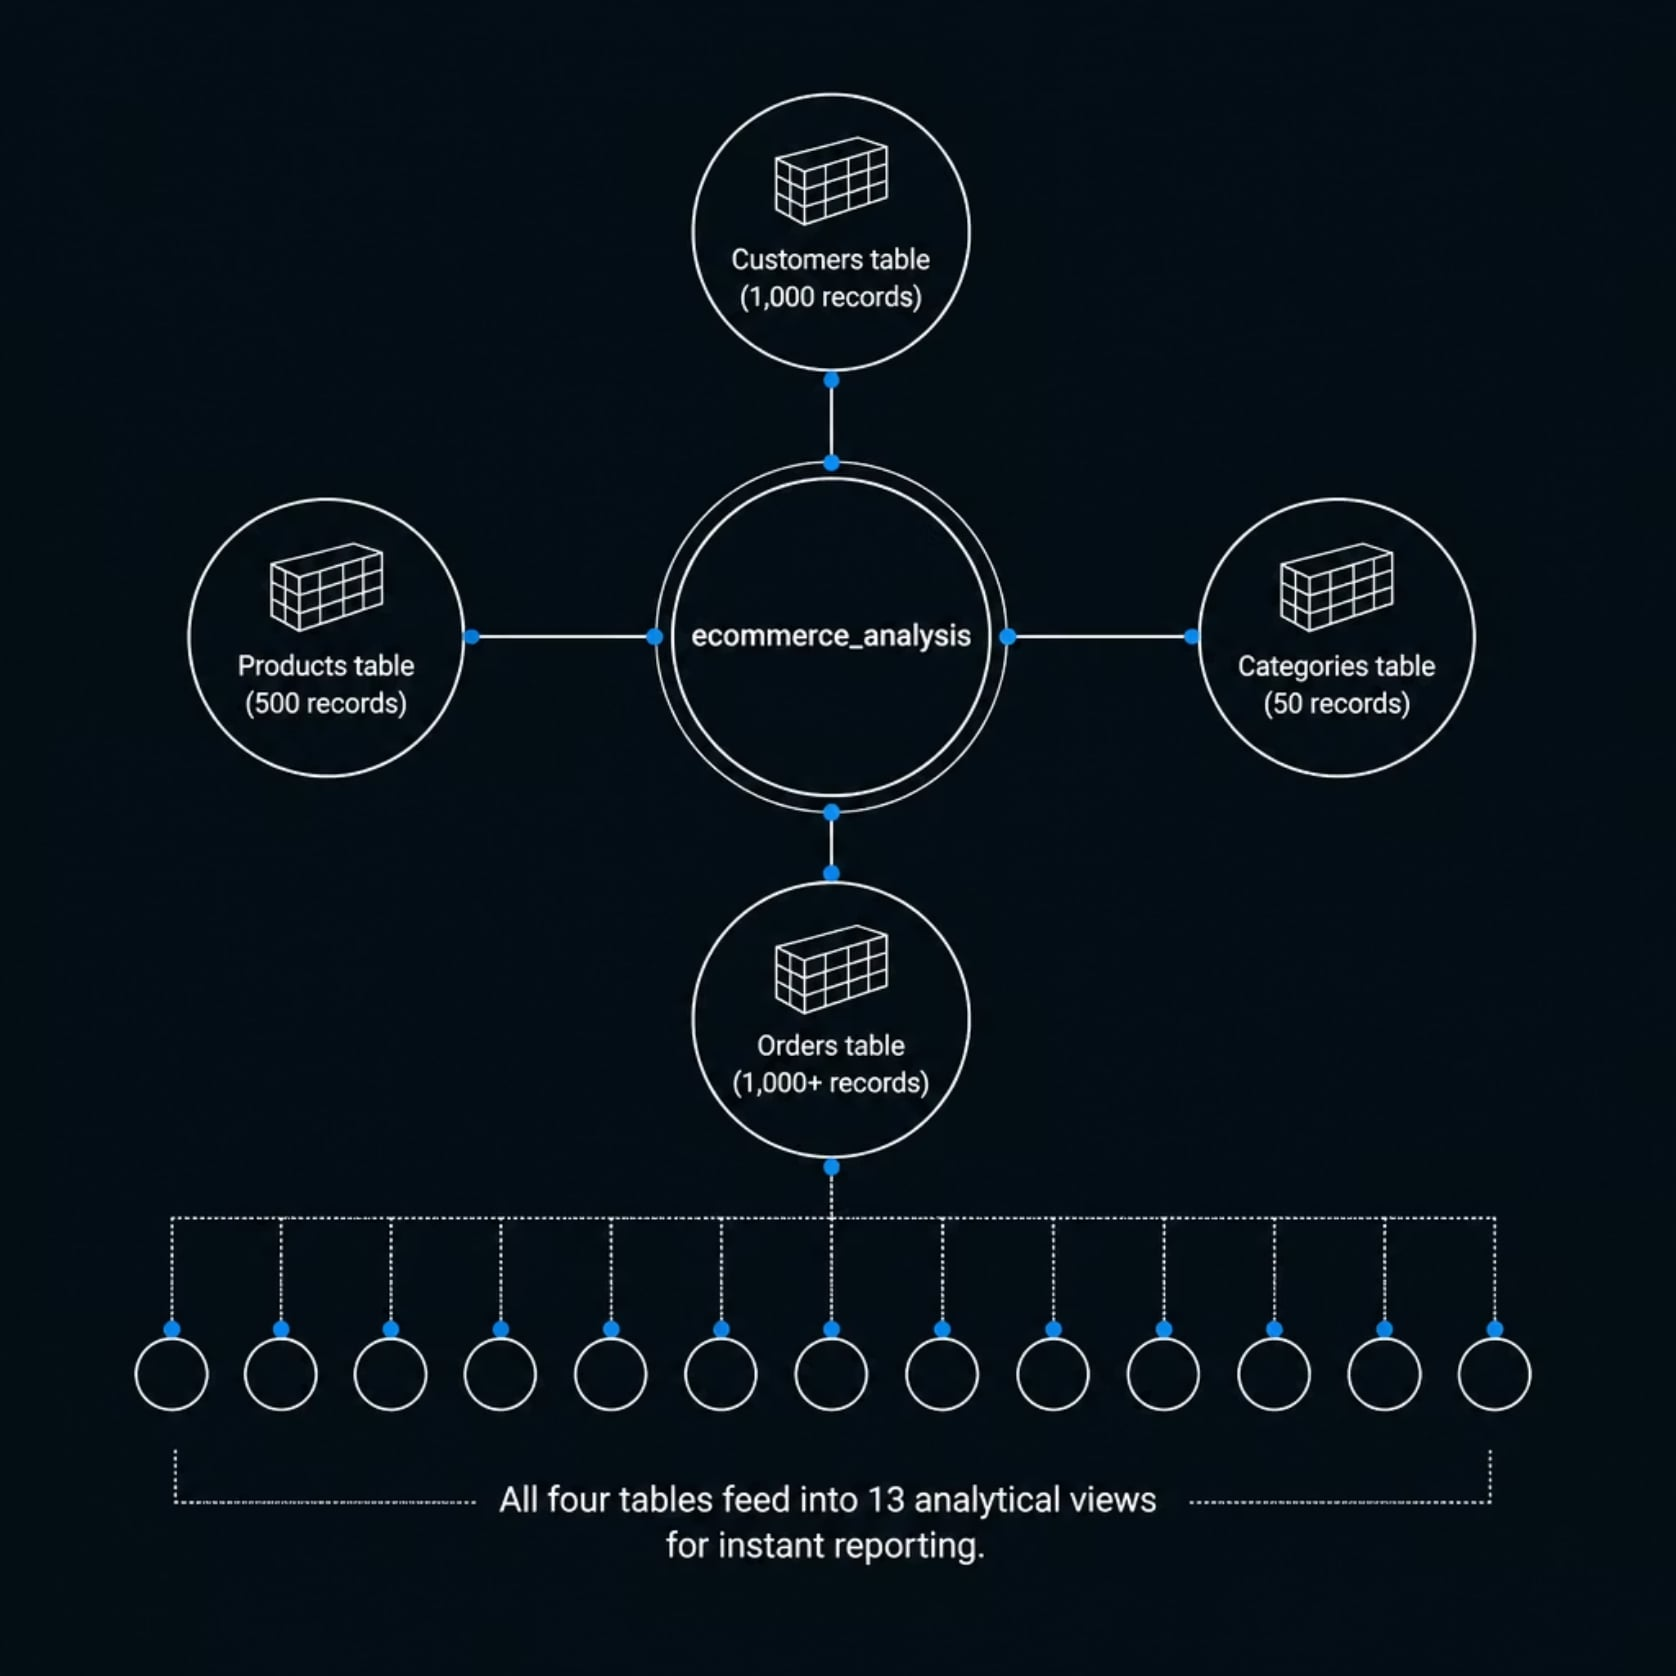 Customers table
(1,000 records)
Products table
(500 records)
ecommerce_analysis
Categories table
(50 records)
Orders table
(1,000+ records)
All four tables feed into 13 analytical views
for instant reporting.